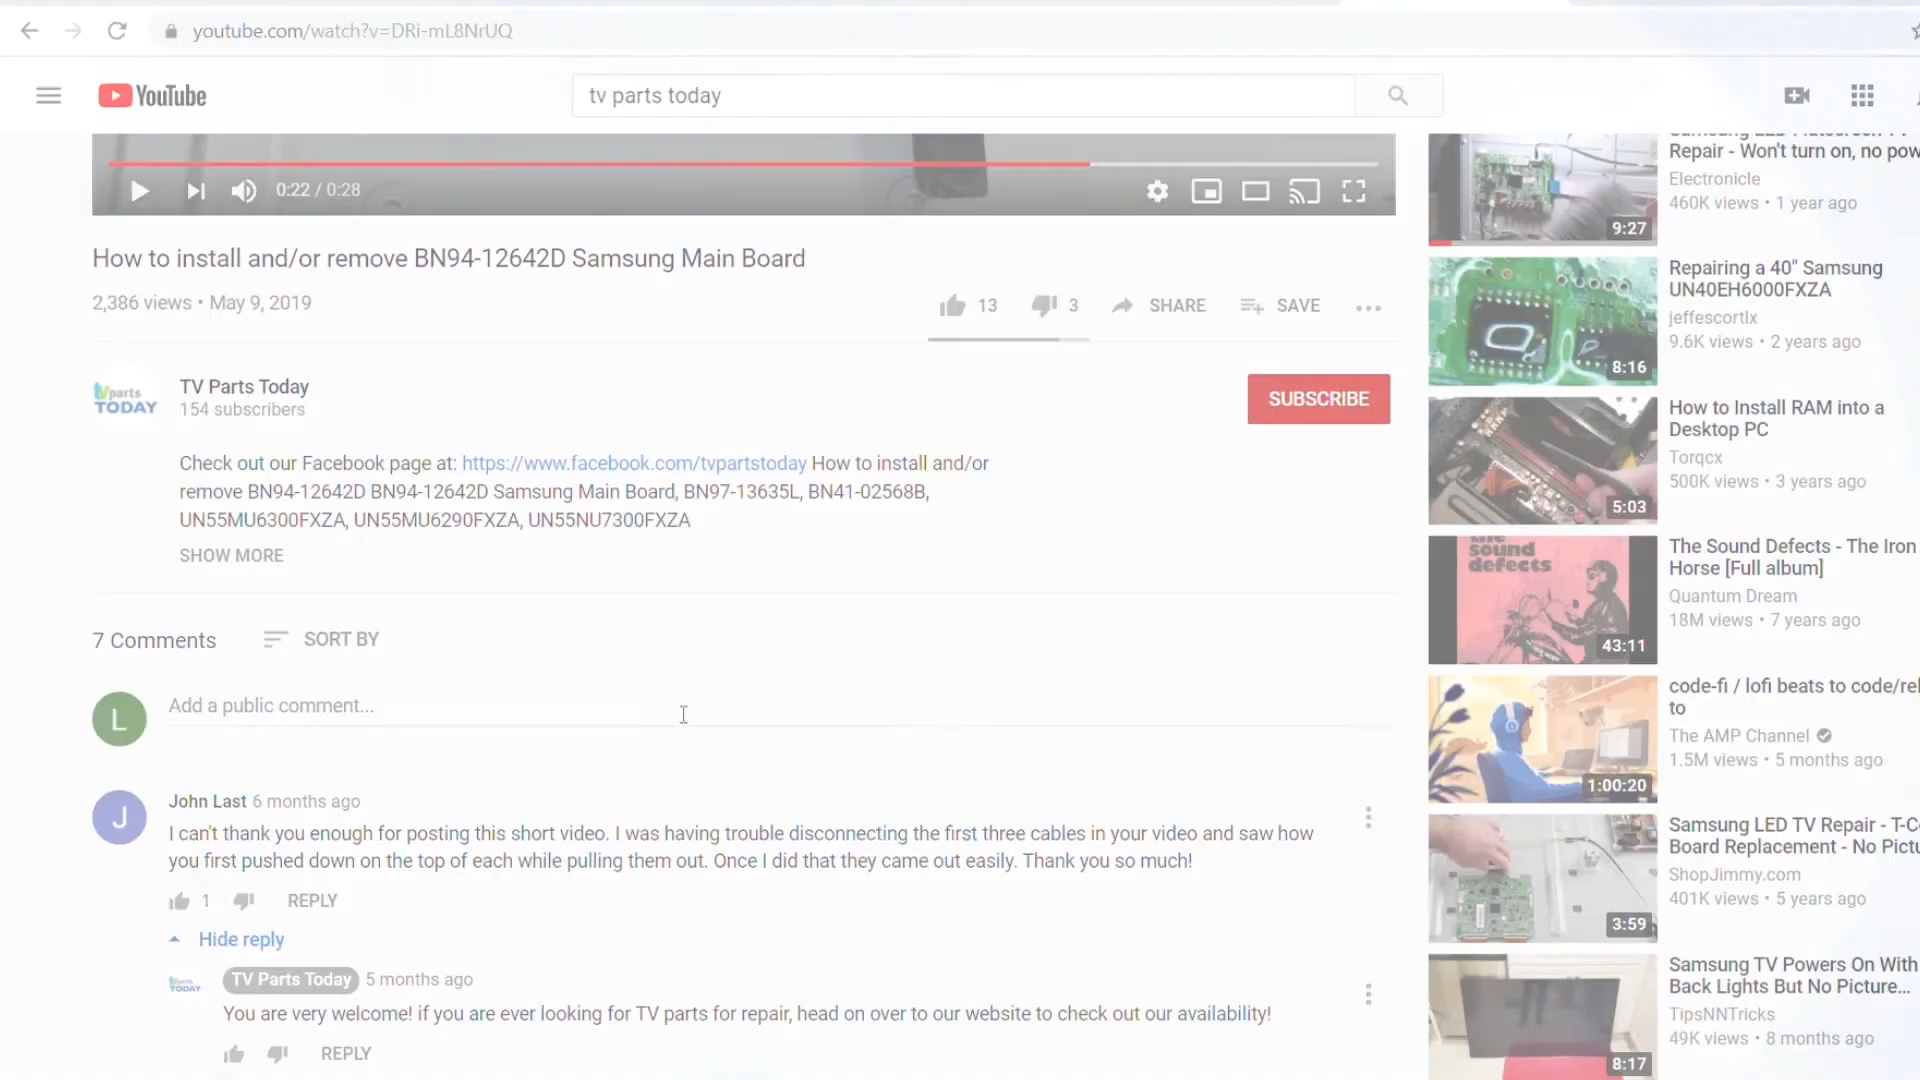 youtube.com/watch?v=DRi-mL8NrUQ
YouTube
tv parts today
0:22 / 0:28
How to install and/or remove BN94-12642D Samsung Main Board
2,386 views • May 9, 2019
13
3
SHARE
SAVE
parts
TODAY
TV Parts Today
154 subscribers
SUBSCRIBE
Check out our Facebook page at: https://www.facebook.com/tvpartstoday How to install and/or
remove BN94-12642D BN94-12642D Samsung Main Board, BN97-13635L, BN41-02568B,
UN55MU6300FXZA, UN55MU6290FXZA, UN55NU7300FXZA
SHOW MORE
7 Comments
SORT BY
L
Add a public comment...
J
John Last 6 months ago
I can't thank you enough for posting this short video. I was having trouble disconnecting the first three cables in your video and saw how
you first pushed down on the top of each while pulling them out. Once I did that they came out easily. Thank you so much!
1
REPLY
Hide reply
TODAY
TV Parts Today 5 months ago
You are very welcome! if you are ever looking for TV parts for repair, head on over to our website to check out our availability!
REPLY
Repair - Won't turn on, no pow
Electronicle
460K views • 1 year ago
9:27
Repairing a 40" Samsung
UN40EH6000FXZA
jeffescortlx
9.6K views • 2 years ago
8:16
How to Install RAM into a
Desktop PC
Torqcx
500K views • 3 years ago
5:03
the
sound
defects
The Sound Defects - The Iron
Horse [Full album]
Quantum Dream
18M views • 7 years ago
43:11
code-fi / lofi beats to code/rel
to
The AMP Channel
1.5M views • 5 months ago
1:00:20
Samsung LED TV Repair - T-C
Board Replacement - No Pictu
ShopJimmy.com
401K views • 5 years ago
3:59
Samsung TV Powers On With
Back Lights But No Picture...
TipsNNTricks
49K views • 8 months ago
8:17